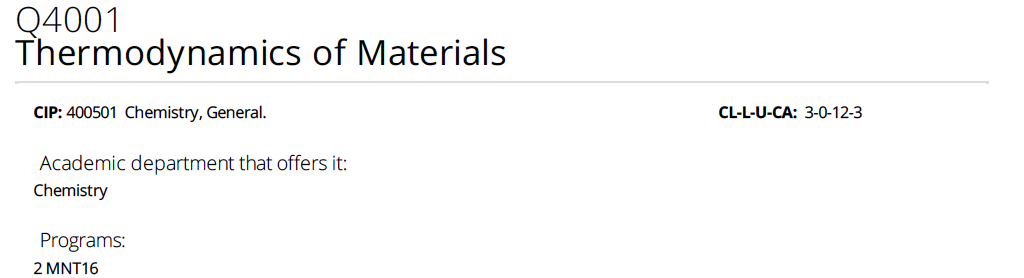 Q4001
Thermodynamics of Materials
CIP: 400501 Chemistry, General. CL-L-U-CA: 3-0-12-3
Academic department that offers it:
Chemistry
Programs:
2 MNT16